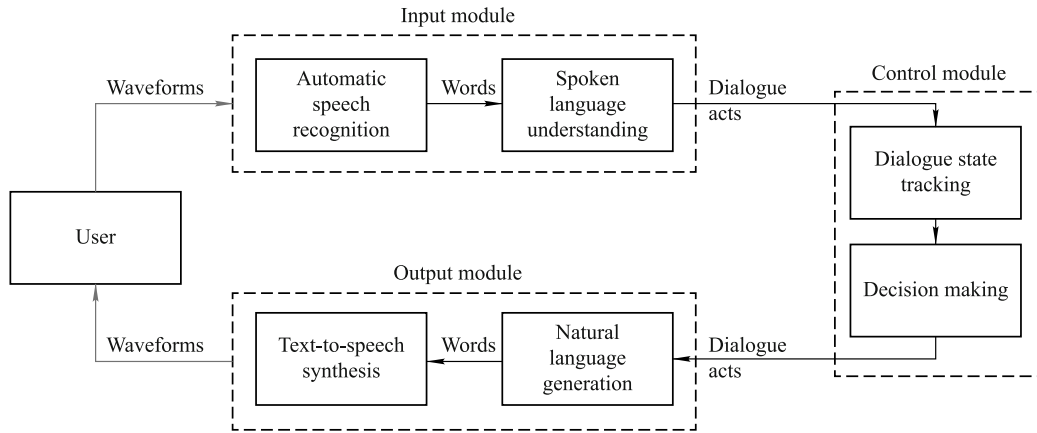 Input module
Waveforms
Automatic
speech
recognition
Words
Spoken
language
understanding
Dialogue
acts
Control module
Dialogue state
tracking
Decision making
User
Output module
Waveforms
Text-to-speech
synthesis
Words
Natural
language
generation
Dialogue
acts